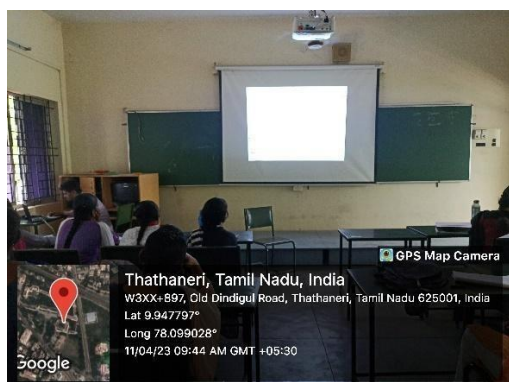 GPS Map Camera
Thathaneri, Tamil Nadu, India
W3XX+897, Old Dindigul Road, Thathaneri, Tamil Nadu 625001, India
Lat 9.947797°
Long 78.099028°
11/04/23 09:44 AM GMT +05:30
Google